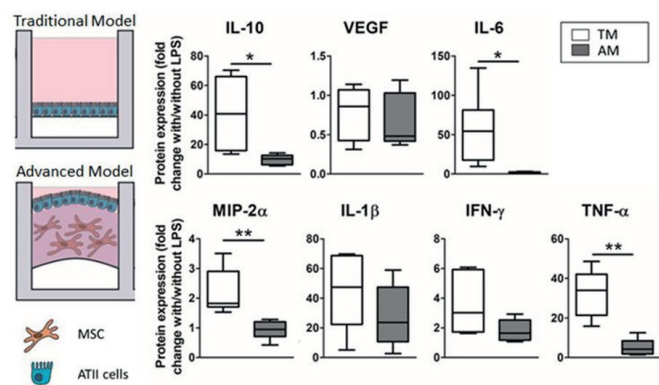 Traditional Model
Advanced Model
MSC
ATII cells
TM
AM
IL-10
VEGF
IL-6
Protein expression (fold
change with/without LPS)
80
60
40
20
0
*
1.5
1.0
0.5
0.0
150
100
50
0
*
MIP-2α
IL-1β
IFN-γ
TNF-α
Protein expression (fold
change with/without LPS)
4
3
2
1
0
**
80
60
40
20
0
8
6
4
2
0
60
40
20
0
**